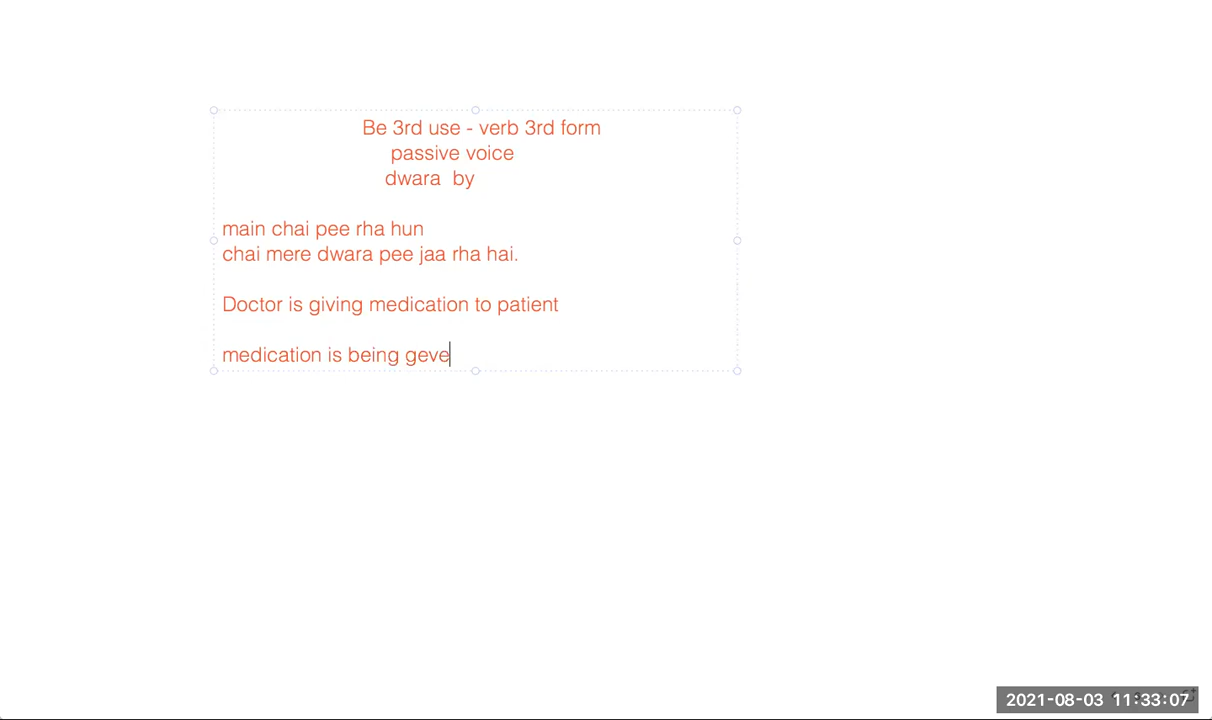 Be 3rd use - verb 3rd form
passive voice
dwara by
main chai pee rha hun
chai mere dwara pee jaa rha hai.
Doctor is giving medication to patient
medication is being geve
2021-08-03 11:33:07